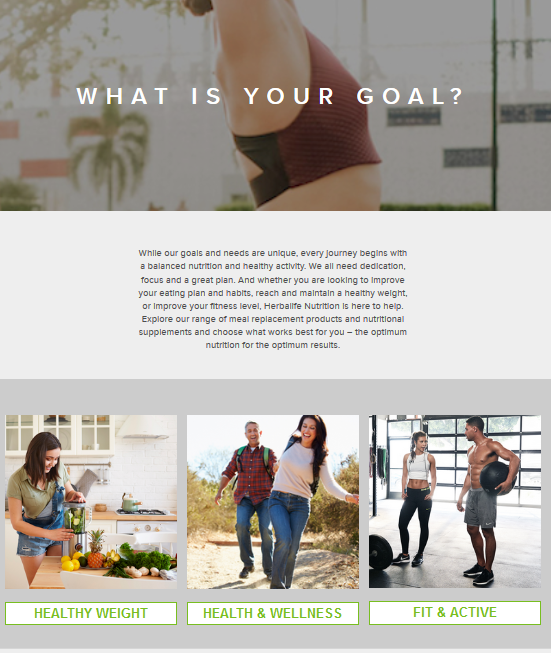 WHAT IS YOUR GOAL?
While our goals and needs are unique, every journey begins with
a balanced nutrition and healthy activity. We all need dedication,
focus and a great plan. And whether you are looking to improve
your eating plan and habits, reach and maintain a healthy weight,
or improve your fitness level, Herbalife Nutrition is here to help.
Explore our range of meal replacement products and nutritional
supplements and choose what works best for you – the optimum
nutrition for the optimum results.
HEALTHY WEIGHT
HEALTH & WELLNESS
FIT & ACTIVE